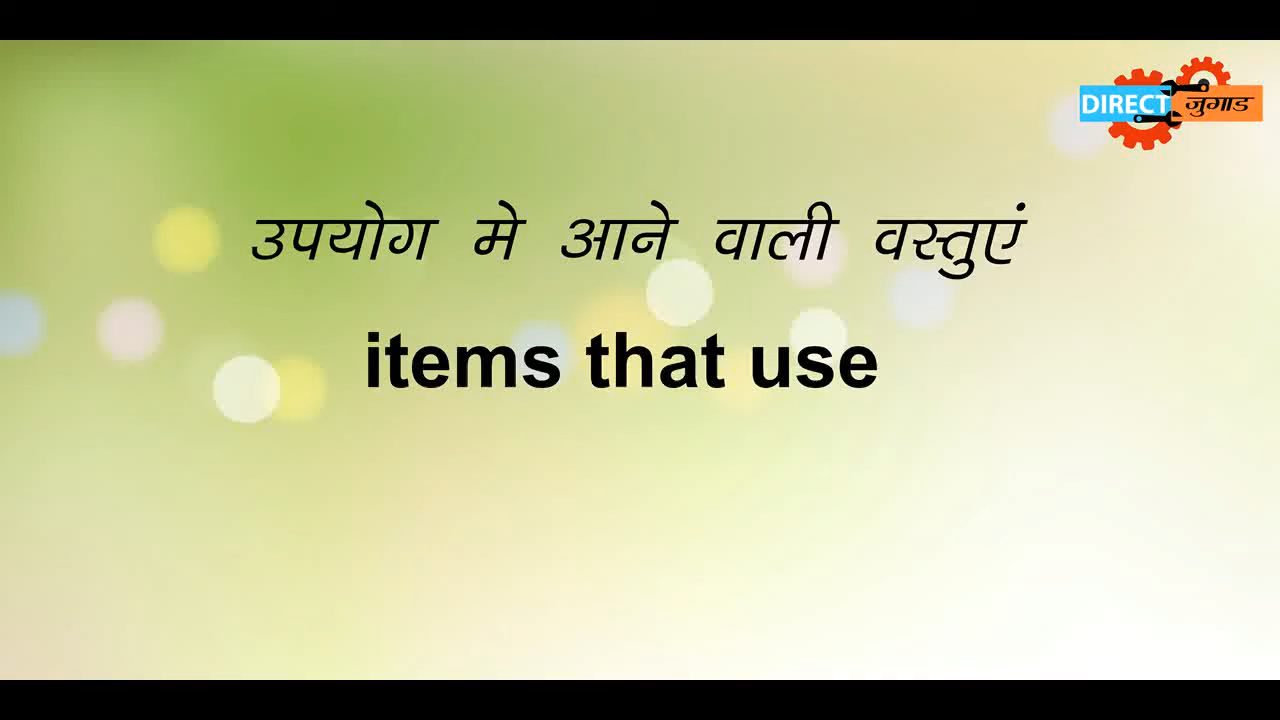 DIRECT जुगाड
उपयोग मे आने वाली वस्तुएं
items that use